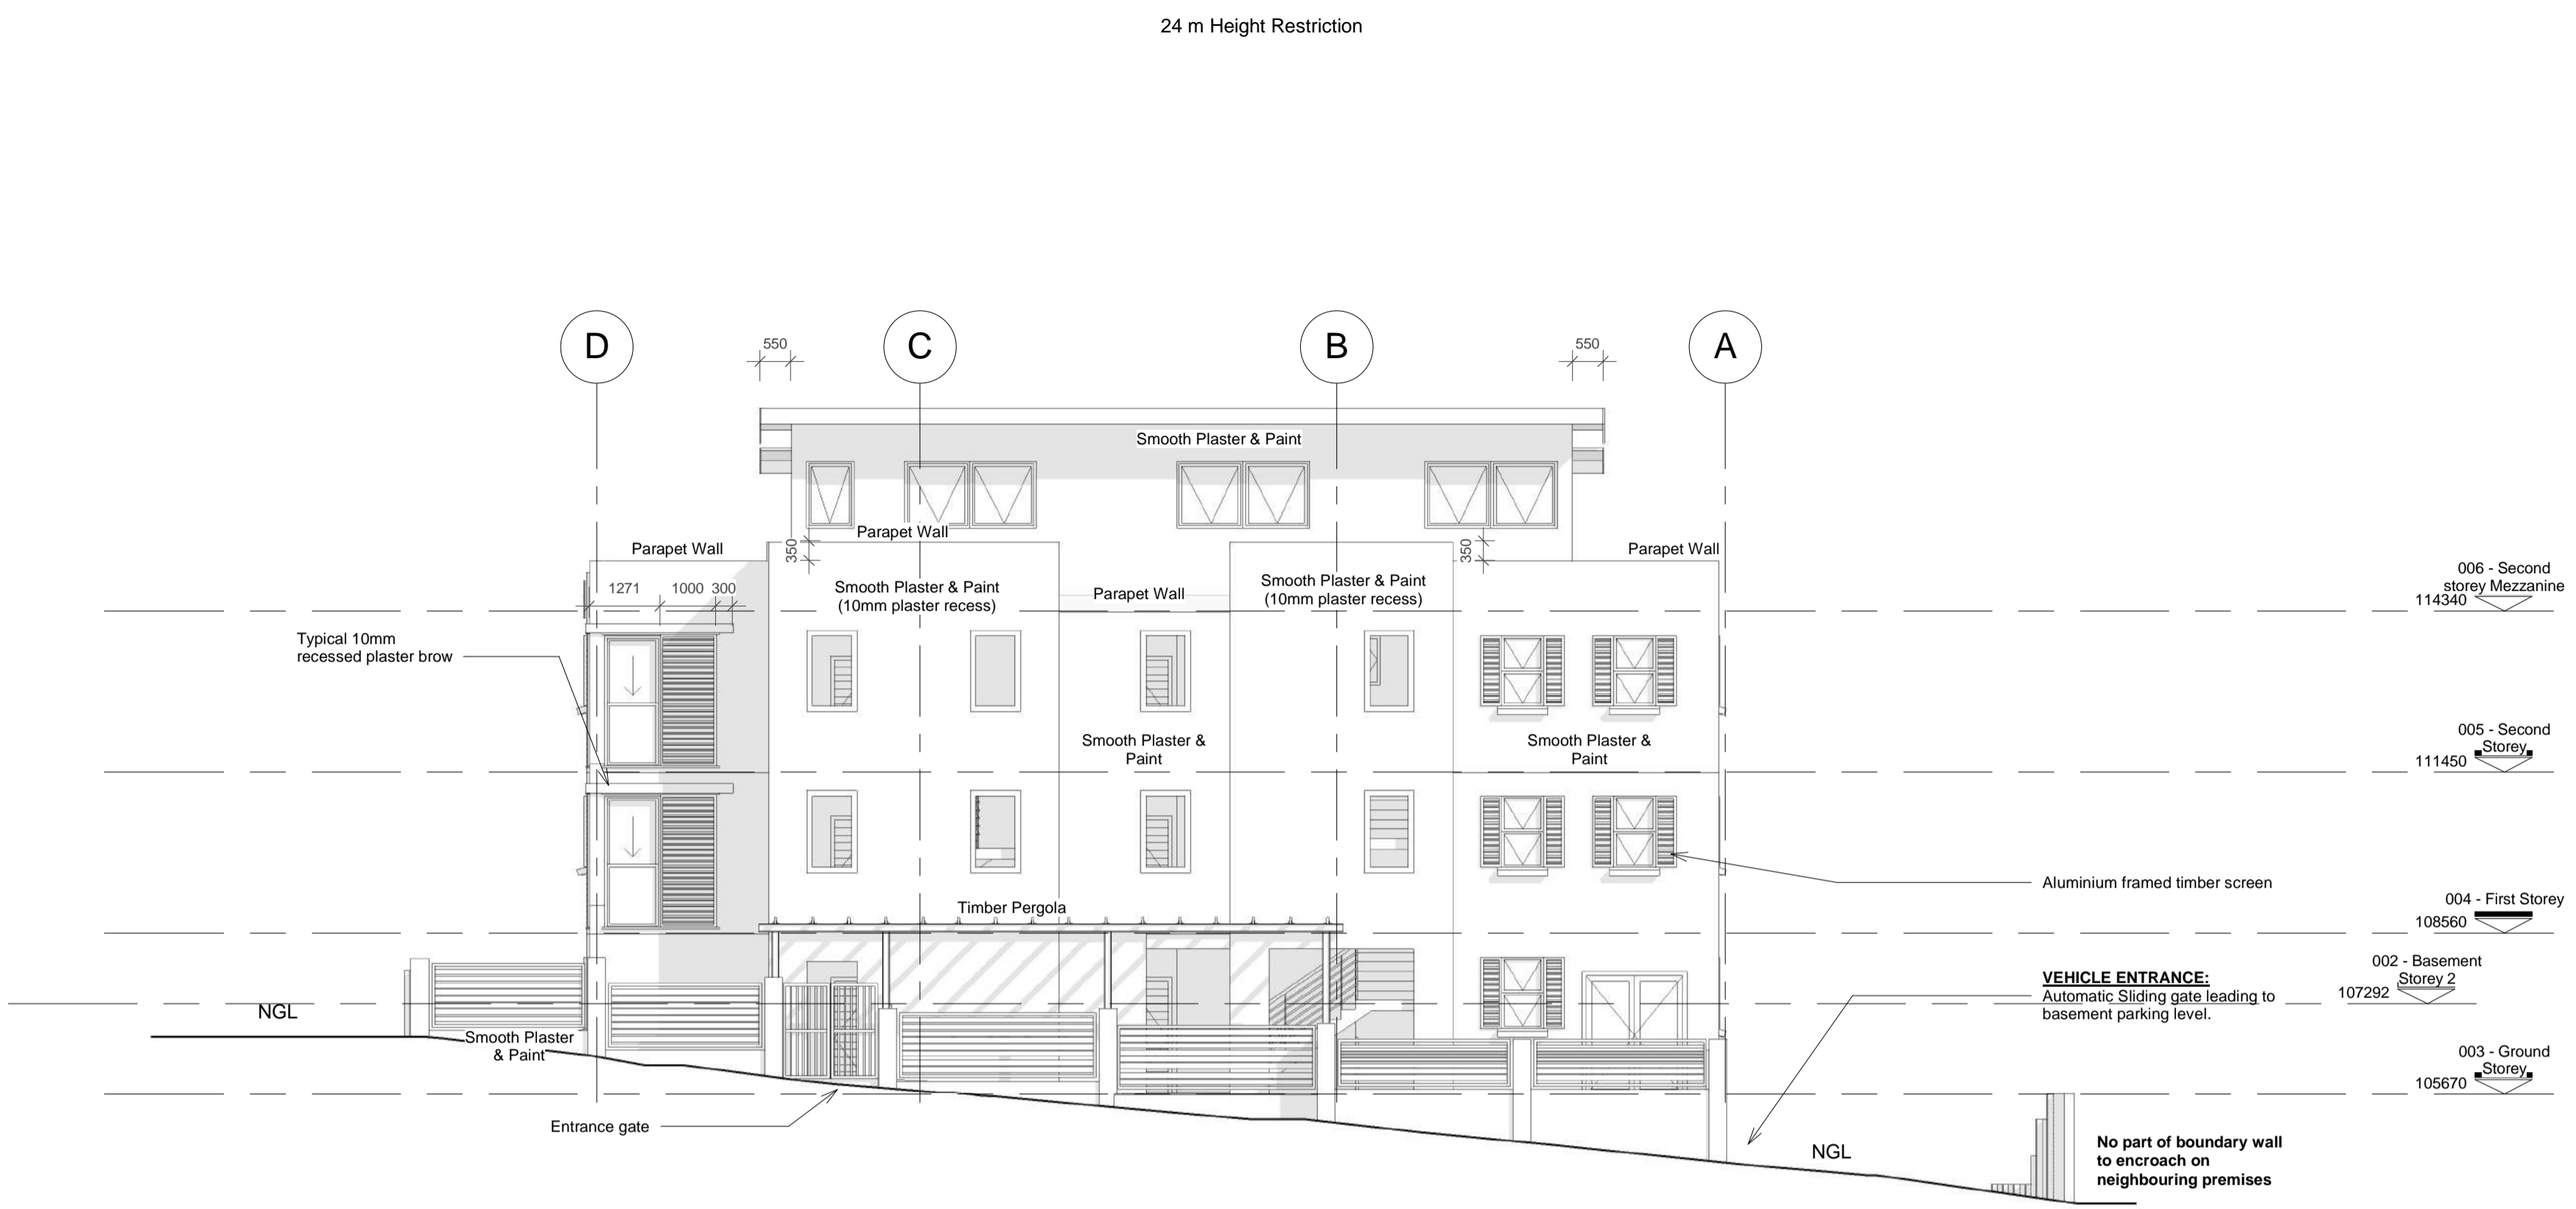 24 m Height Restriction
D
C
B
A
550
550
Smooth Plaster & Paint
Parapet Wall
Parapet Wall
Parapet Wall
350
350
1271
1000
300
Smooth Plaster & Paint
(10mm plaster recess)
Parapet Wall
Smooth Plaster & Paint
(10mm plaster recess)
006 - Second
storey Mezzanine
114340
Typical 10mm
recessed plaster brow
Smooth Plaster &
Paint
Smooth Plaster &
Paint
005 - Second
Storey
111450
Aluminium framed timber screen
Timber Pergola
004 - First Storey
108560
002 - Basement
Storey 2
107292
VEHICLE ENTRANCE:
Automatic Sliding gate leading to
basement parking level.
NGL
Smooth Plaster
& Paint
003 - Ground
Storey
105670
Entrance gate
NGL
No part of boundary wall
to encroach on
neighbouring premises